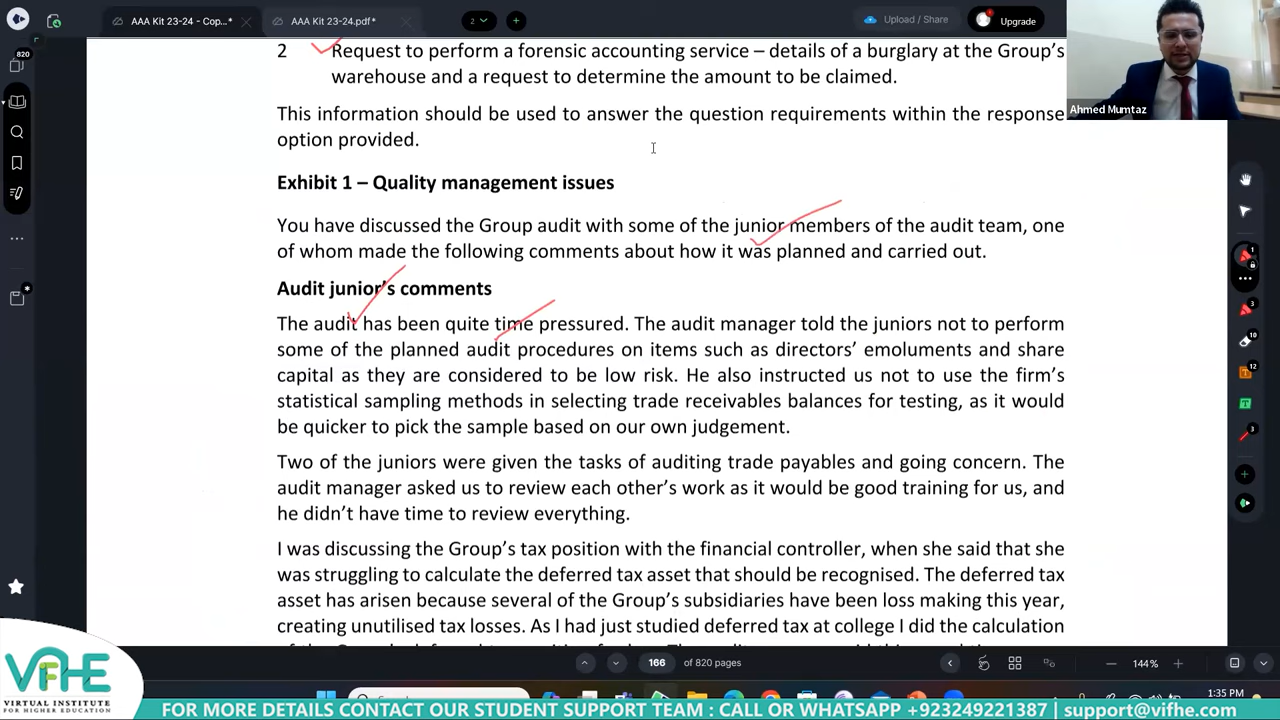 AAA Kit 23-24 - Cop...*
AAA Kit 23-24.pdf*
2
Upload / Share
Upgrade
820
2 Request to perform a forensic accounting service – details of a burglary at the Group's
warehouse and a request to determine the amount to be claimed.
Ahmed Mumtaz
This information should be used to answer the question requirements within the response
option provided.
Exhibit 1 – Quality management issues
You have discussed the Group audit with some of the junior members of the audit team, one
of whom made the following comments about how it was planned and carried out.
Audit junior's comments
The audit has been quite time pressured. The audit manager told the juniors not to perform
some of the planned audit procedures on items such as directors' emoluments and share
capital as they are considered to be low risk. He also instructed us not to use the firm's
statistical sampling methods in selecting trade receivables balances for testing, as it would
be quicker to pick the sample based on our own judgement.
Two of the juniors were given the tasks of auditing trade payables and going concern. The
audit manager asked us to review each other's work as it would be good training for us, and
he didn't have time to review everything.
I was discussing the Group's tax position with the financial controller, when she said that she
was struggling to calculate the deferred tax asset that should be recognised. The deferred tax
asset has arisen because several of the Group's subsidiaries have been loss making this year,
creating unutilised tax losses. As I had just studied deferred tax at college I did the calculation
1
3
10
12
3
166 of 820 pages
144%
1:35 PM
VFHE
VIRTUAL INSTITUTE
FOR HIGHER EDUCATION
FOR MORE DETAILS CONTACT OUR STUDENT SUPPORT TEAM : CALL OR WHATSAPP +923249221387 | support@vifhe.com